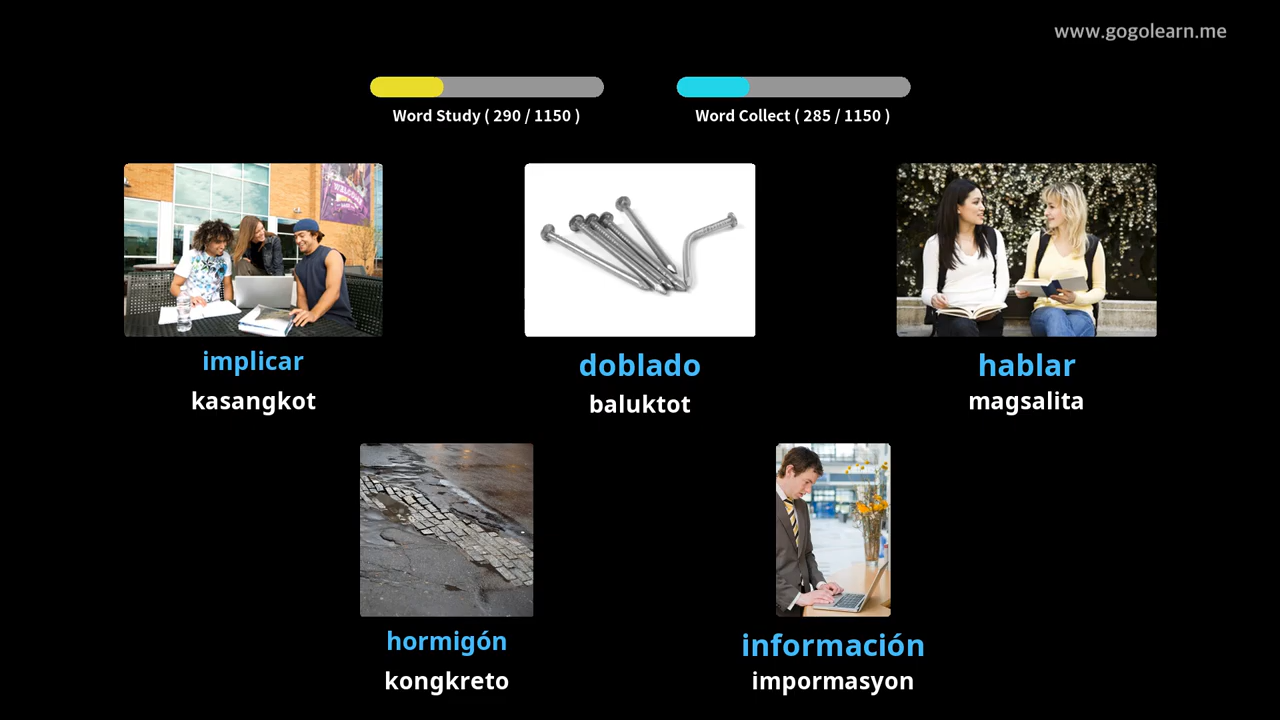 www.gogolearn.me
Word Study ( 290 / 1150 )
Word Collect ( 285 / 1150 )
WELCOME
implicar
doblado
hablar
kasangkot
baluktot
magsalita
hormigón
información
kongkreto
impormasyon